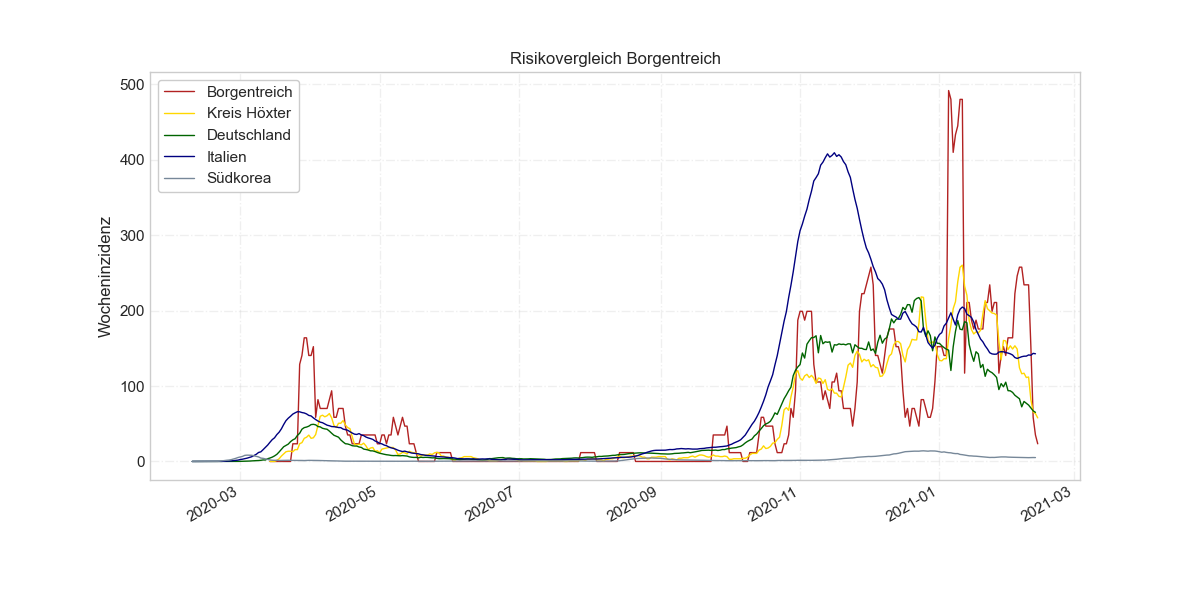 Risikovergleich Borgentreich
500
400
300
200
100
0
Wocheninzidenz
Borgentreich
Kreis Höxter
Deutschland
Italien
Südkorea
2020-03
2020-05
2020-07
2020-09
2020-11
2021-01
2021-03